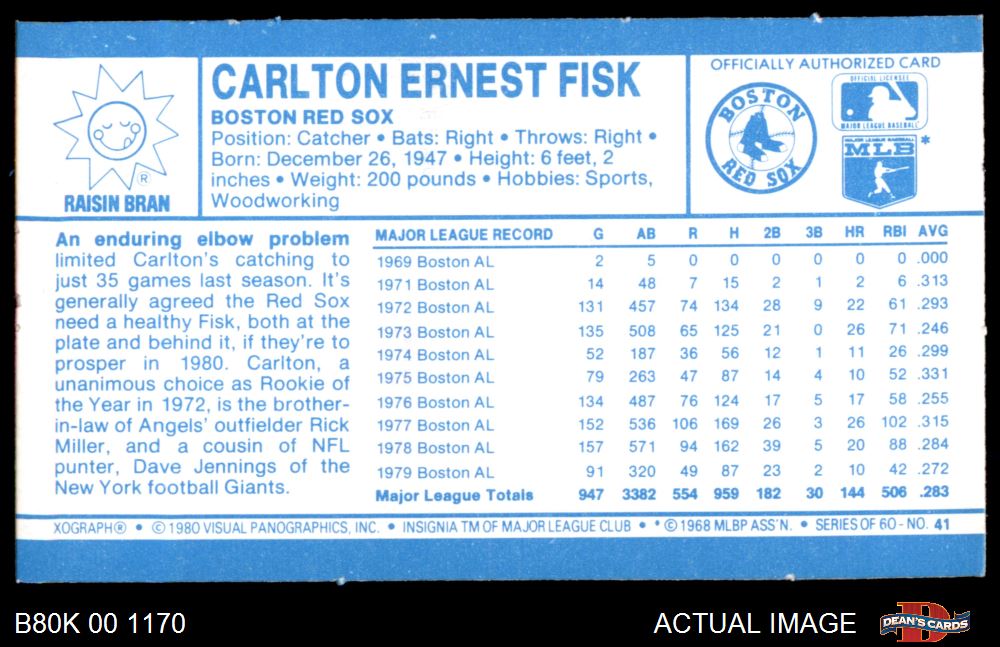 RAISIN BRAN
®
CARLTON ERNEST FISK
BOSTON RED SOX
Position: Catcher • Bats: Right • Throws: Right •
Born: December 26, 1947 • Height: 6 feet, 2
inches • Weight: 200 pounds • Hobbies: Sports,
Woodworking
OFFICIALLY AUTHORIZED CARD
BOSTON
RED SOX
OFFICIAL LICENSEE
MAJOR LEAGUE BASEBALL
MAJOR LEAGUE BASEBALL
MLB *
An enduring elbow problem
limited Carlton's catching to
just 35 games last season. It's
generally agreed the Red Sox
need a healthy Fisk, both at the
plate and behind it, if they're to
prosper in 1980. Carlton, a
unanimous choice as Rookie of
the Year in 1972, is the brother-
in-law of Angels' outfielder Rick
Miller, and a cousin of NFL
punter, Dave Jennings of the
New York football Giants.
MAJOR LEAGUE RECORD G AB R H 2B 3B HR RBI AVG
1969 Boston AL 2 5 0 0 0 0 0 0 .000
1971 Boston AL 14 48 7 15 2 1 2 6 .313
1972 Boston AL 131 457 74 134 28 9 22 61 .293
1973 Boston AL 135 508 65 125 21 0 26 71 .246
1974 Boston AL 52 187 36 56 12 1 11 26 .299
1975 Boston AL 79 263 47 87 14 4 10 52 .331
1976 Boston AL 134 487 76 124 17 5 17 58 .255
1977 Boston AL 152 536 106 169 26 3 26 102 .315
1978 Boston AL 157 571 94 162 39 5 20 88 .284
1979 Boston AL 91 320 49 87 23 2 10 42 .272
Major League Totals 947 3382 554 959 182 30 144 506 .283
XOGRAPH® • © 1980 VISUAL PANOGRAPHICS, INC. • INSIGNIA TM OF MAJOR LEAGUE CLUB • * © 1968 MLBP ASS'N. • SERIES OF 60 - NO. 41
B80K 00 1170
ACTUAL IMAGE
D
DEAN'S CARDS